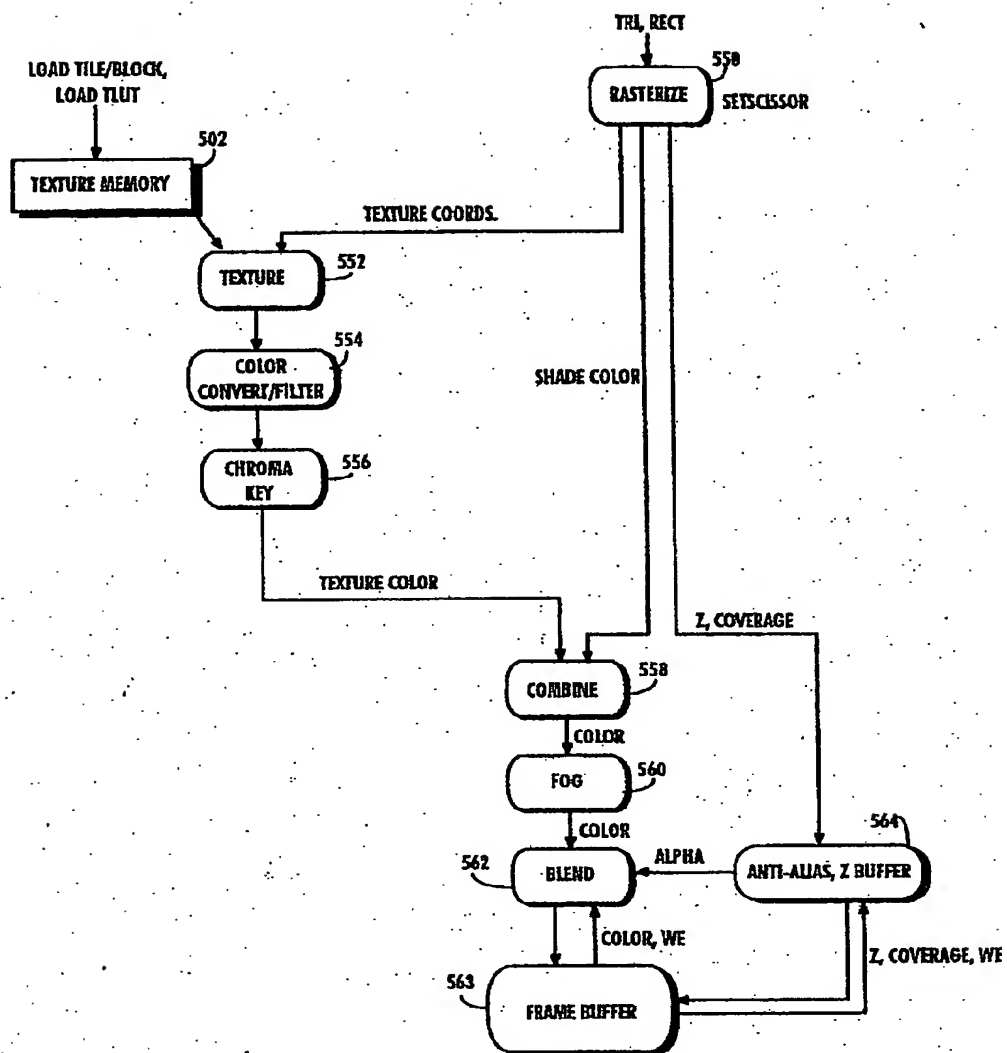 TRI, RECT
550
RASTERIZE
SETSCISSOR
LOAD TILE/BLOCK,
LOAD TLUT
502
TEXTURE MEMORY
TEXTURE COORDS.
552
TEXTURE
554
COLOR
CONVERT/FILTER
SHADE COLOR
556
CHROMA
KEY
TEXTURE COLOR
Z, COVERAGE
558
COMBINE
COLOR
560
FOG
COLOR
564
562
BLEND
ALPHA
ANTI-ALIAS, Z BUFFER
COLOR, WE
Z, COVERAGE, WE
563
FRAME BUFFER